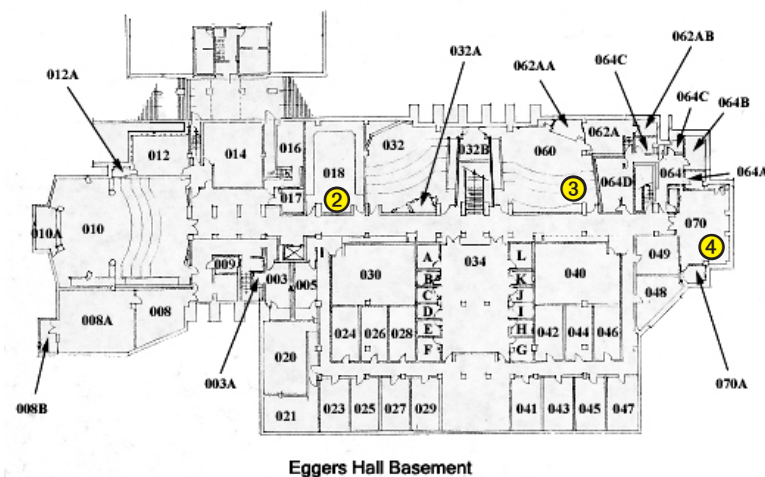 062AB
032A
062AA
064C
012A
064C
064B
016
032
062A
012
014
032B
060
018
064
064A
064D
017
2
3
070
010A
010
4
009
049
003
A
034
L
030
040
005
B
K
048
C
J
008A
008
D
I
024
026
028
E
H
042
044
046
020
F
G
003A
070A
008B
021
023
025
027
029
041
043
045
047
Eggers Hall Basement